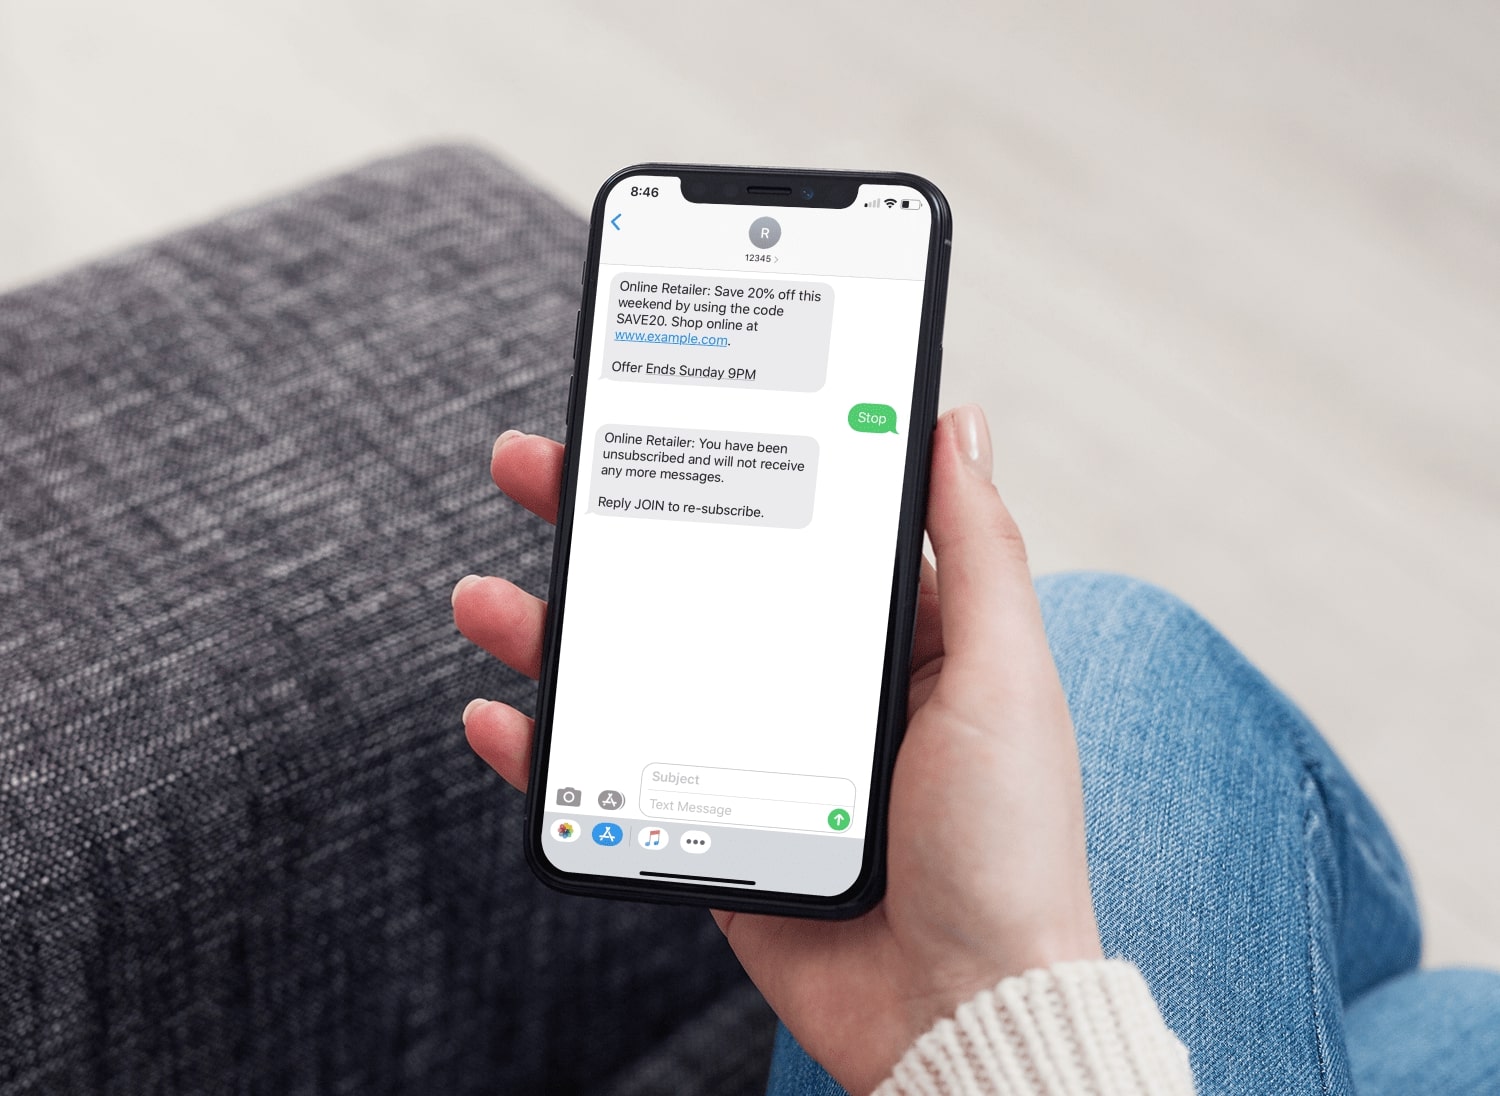 8:46
R
12345
Online Retailer: Save 20% off this
weekend by using the code
SAVE20. Shop online at
www.example.com.
Offer Ends Sunday 9PM
Stop
Online Retailer: You have been
unsubscribed and will not receive
any more messages.
Reply JOIN to re-subscribe.
Subject
Text Message